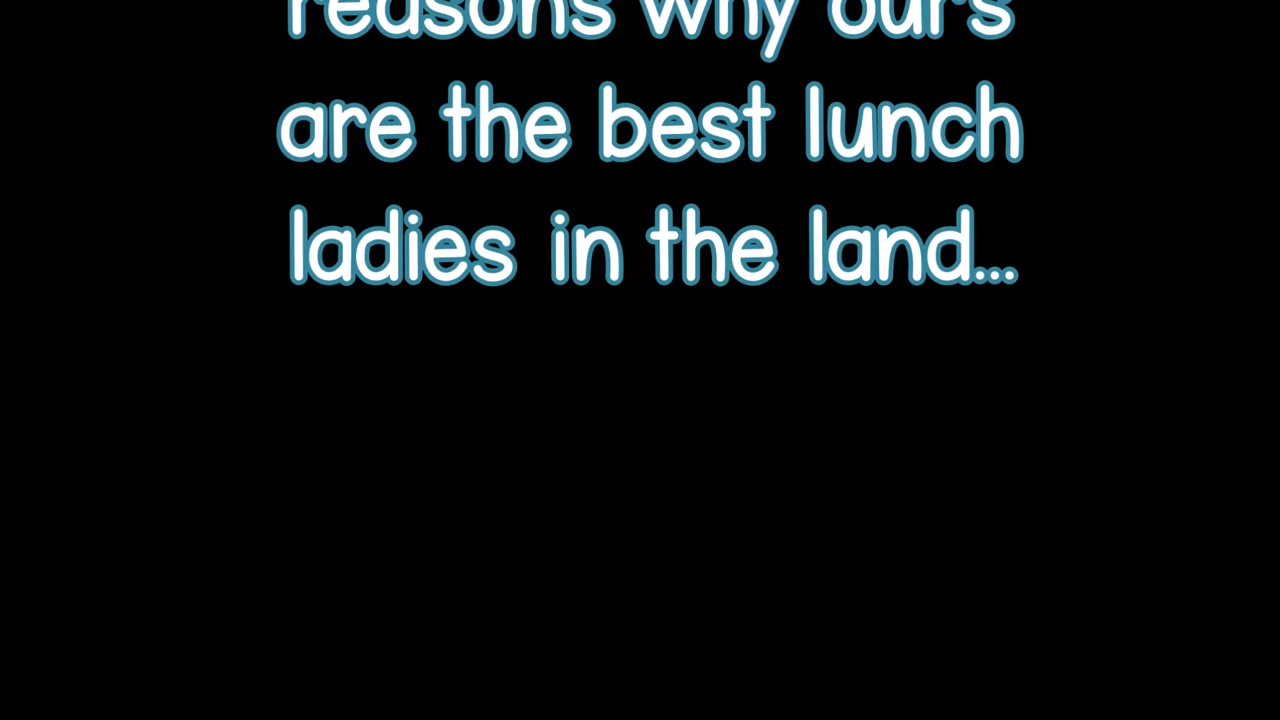 reasons why ours
are the best lunch
ladies in the land...